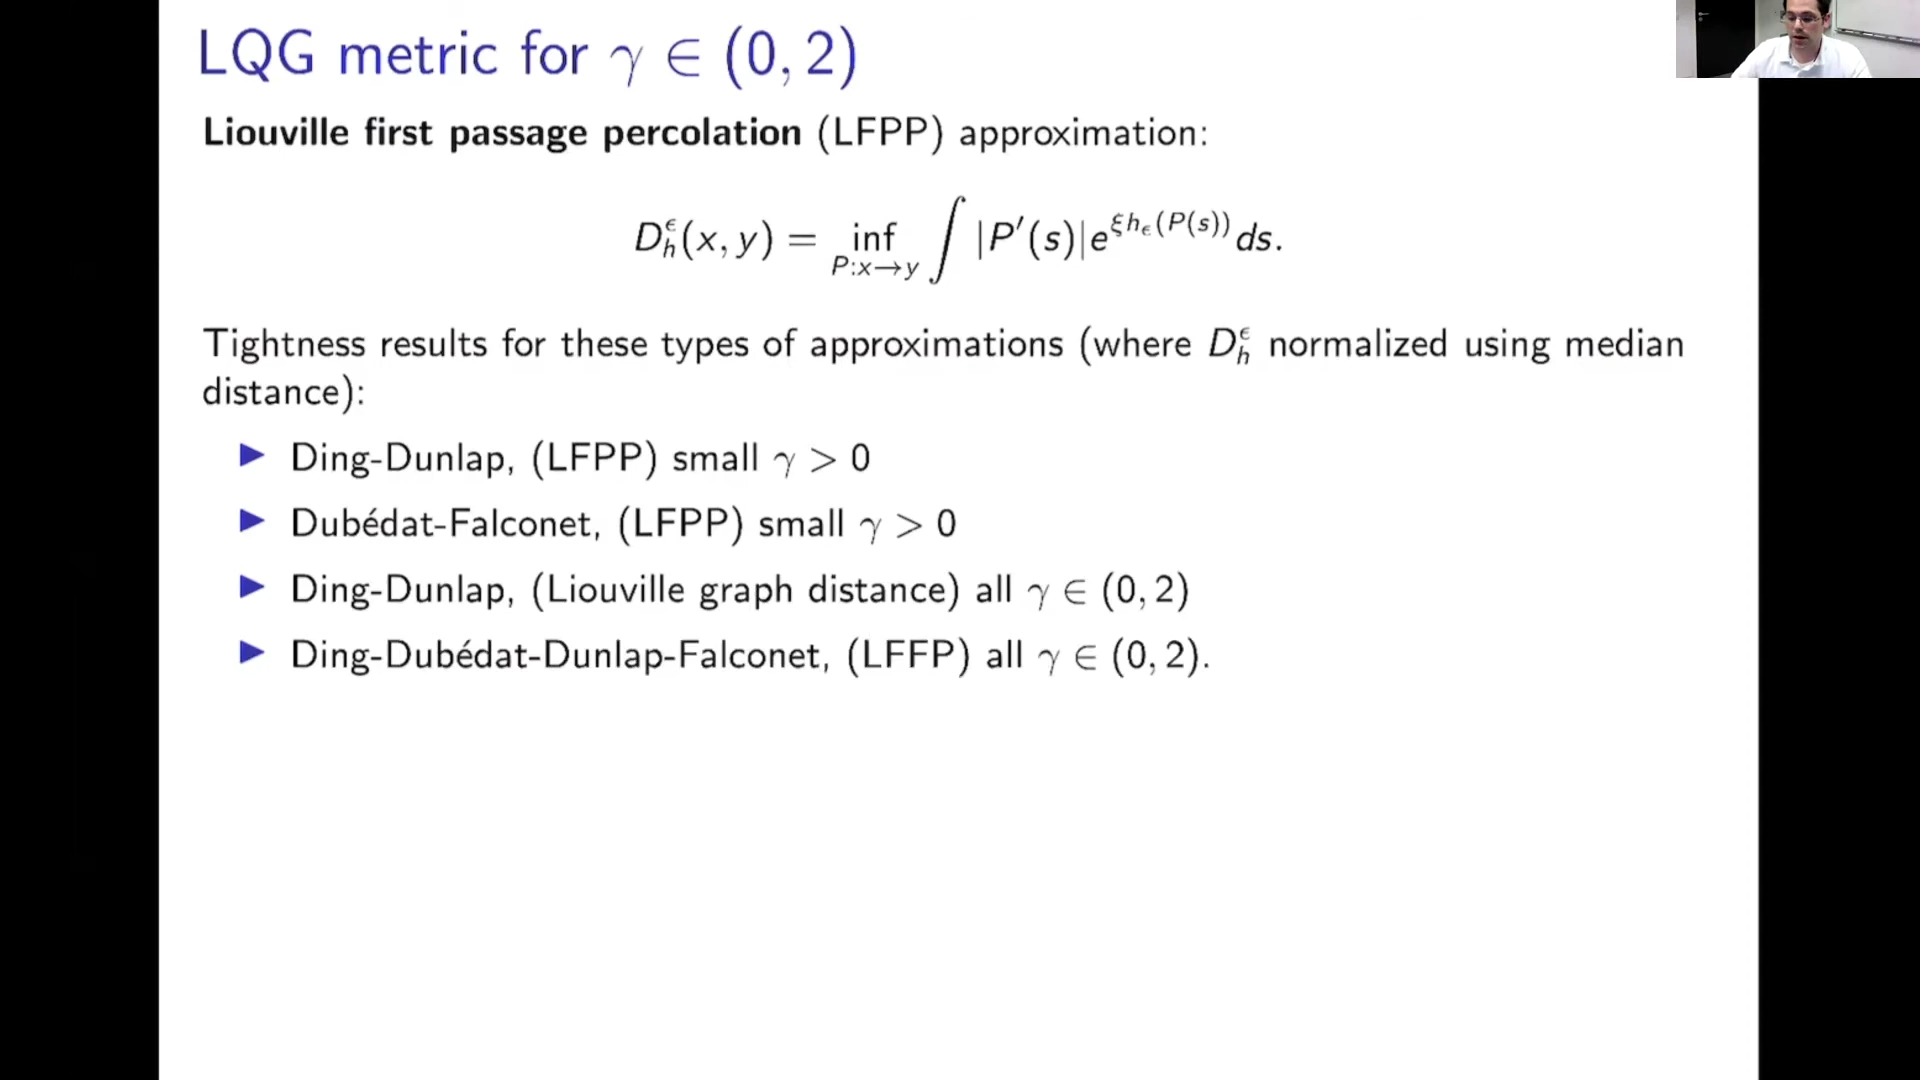 LQG metric for γ ∈ (0, 2)
Liouville first passage percolation (LFPP) approximation:
D_h^ϵ(x, y) = inf_{P:x→y} ∫ |P′(s)|e^{ξh_ϵ(P(s))} ds.
Tightness results for these types of approximations (where D_h^ϵ normalized using median
distance):
▶ Ding-Dunlap, (LFPP) small γ > 0
▶ Dubédat-Falconet, (LFPP) small γ > 0
▶ Ding-Dunlap, (Liouville graph distance) all γ ∈ (0, 2)
▶ Ding-Dubédat-Dunlap-Falconet, (LFFP) all γ ∈ (0, 2).